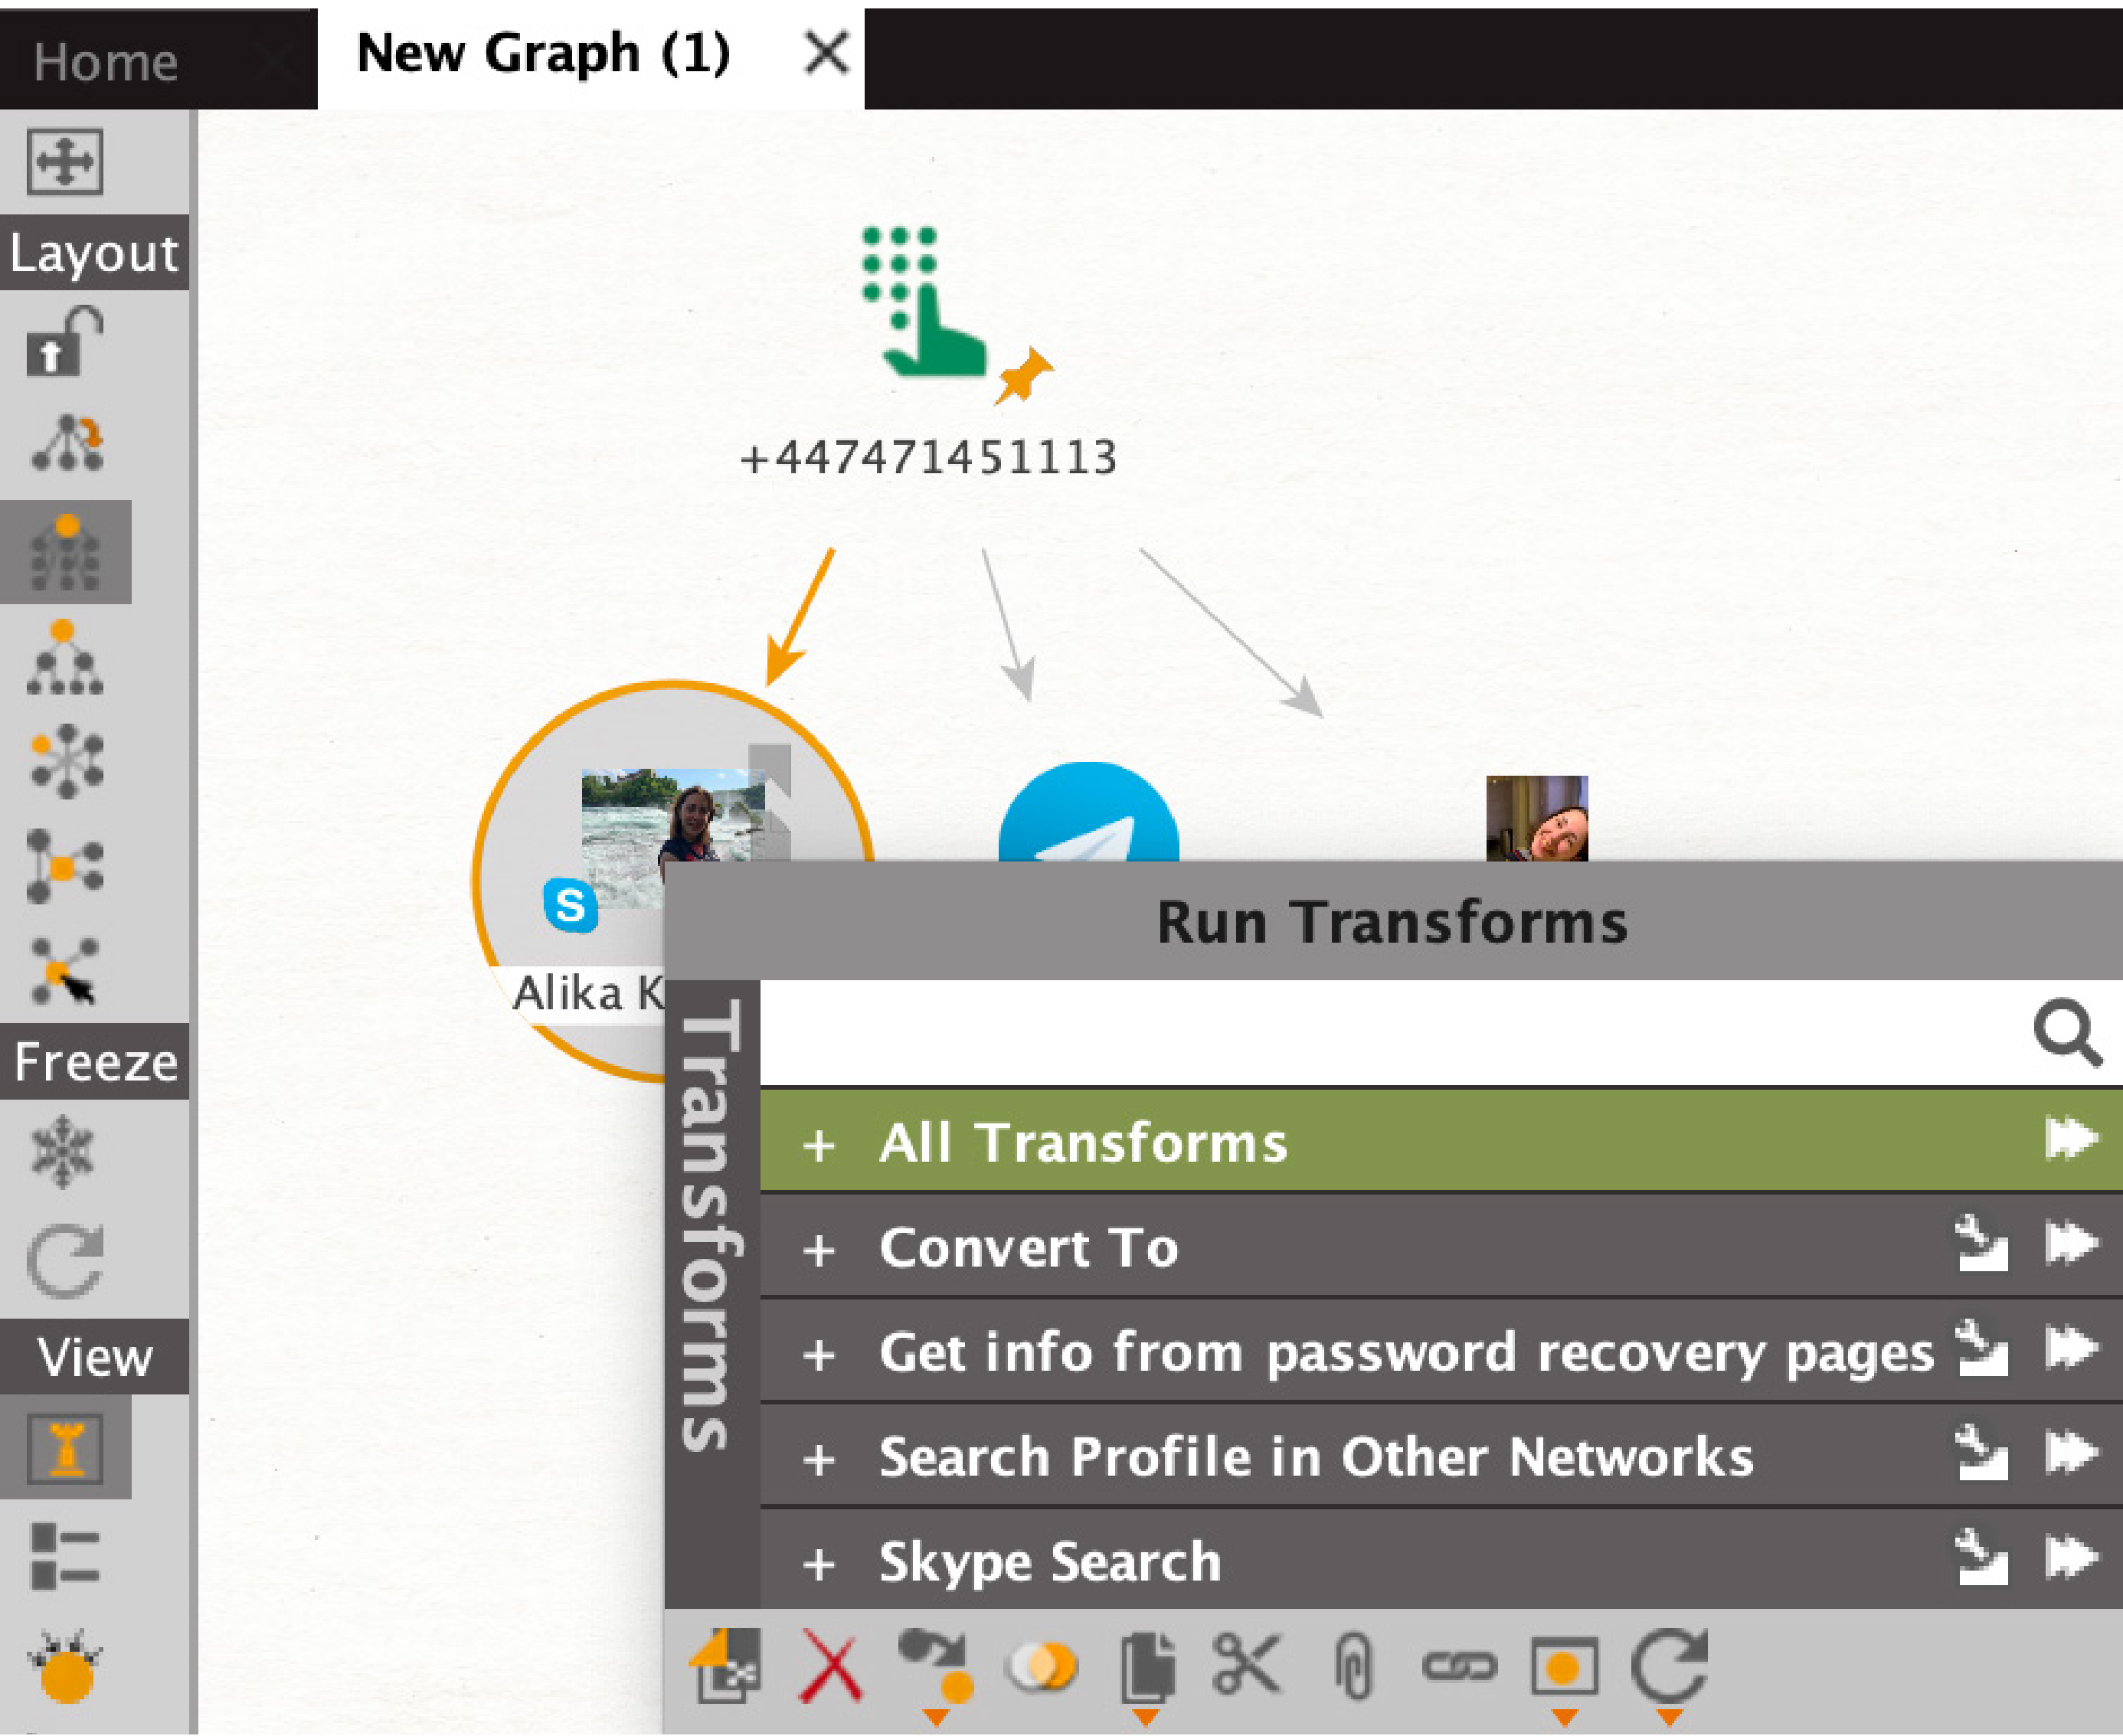 Home
New Graph (1)
Layout
+447471451113
S
Alika K
Run Transforms
Transforms
All Transforms
Freeze
Convert To
Get info from password recovery pages
View
Search Profile in Other Networks
Skype Search